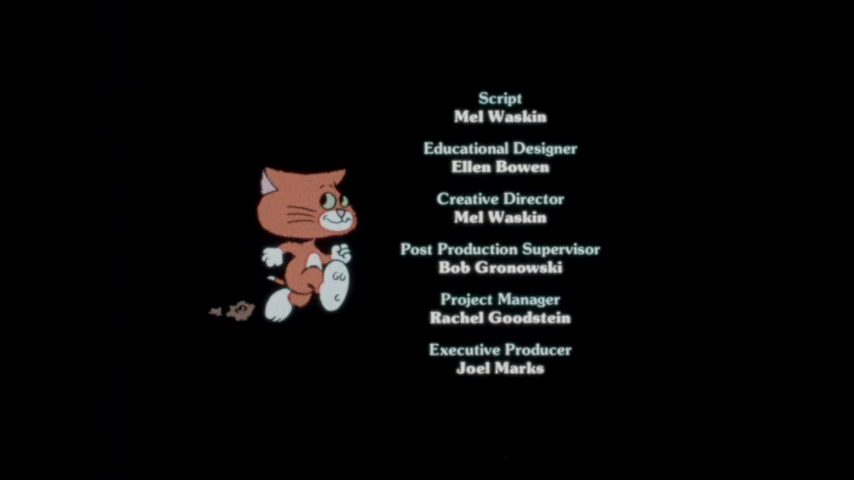 Script
Mel Waskin
Educational Designer
Ellen Bowen
Creative Director
Mel Waskin
Post Production Supervisor
Bob Gronowski
Project Manager
Rachel Goodstein
Executive Producer
Joel Marks